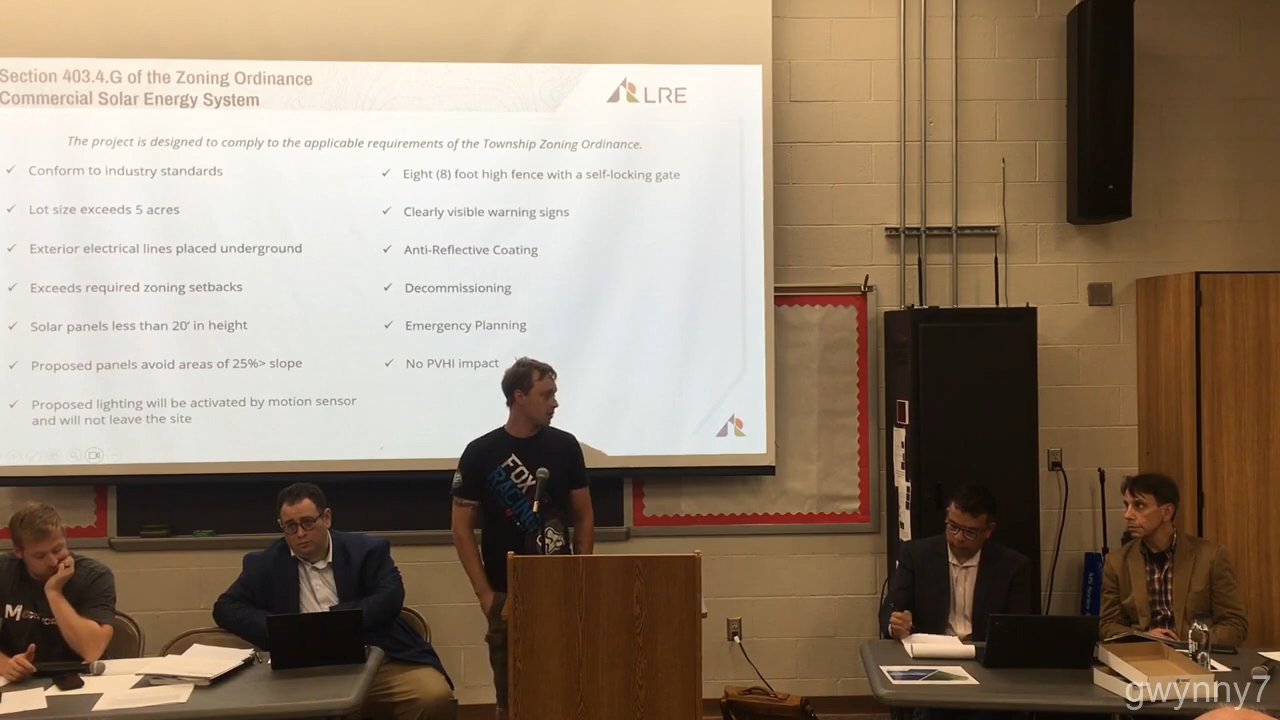 Section 403.4.G of the Zoning Ordinance
Commercial Solar Energy System
LRE
The project is designed to comply to the applicable requirements of the Township Zoning Ordinance.
Conform to industry standards
Lot size exceeds 5 acres
Exterior electrical lines placed underground
Exceeds required zoning setbacks
Solar panels less than 20' in height
Proposed panels avoid areas of 25%> slope
Proposed lighting will be activated by motion sensor
and will not leave the site
Eight (8) foot high fence with a self-locking gate
Clearly visible warning signs
Anti-Reflective Coating
Decommissioning
Emergency Planning
No PVHI impact
FOX
RACING
gwynny7